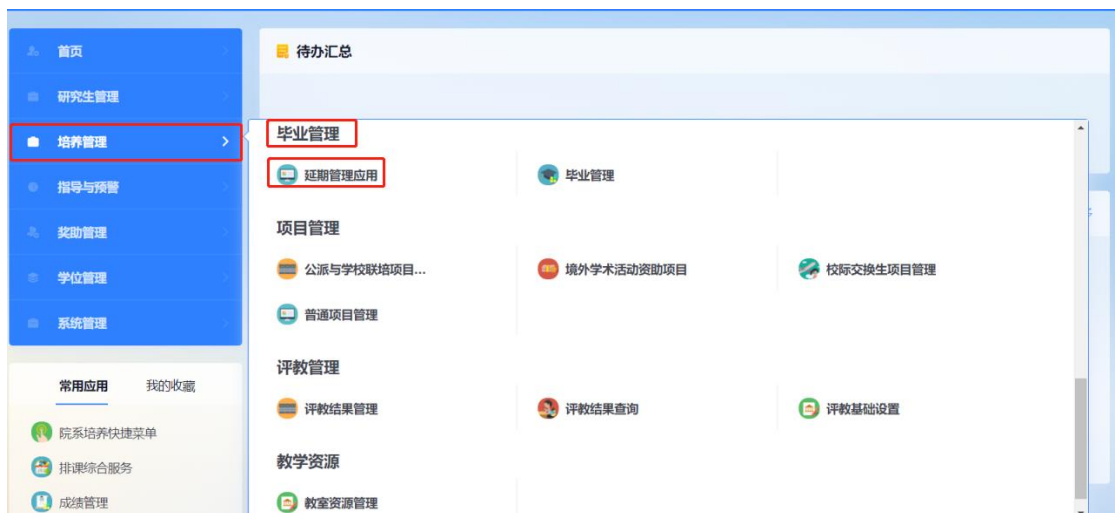 首页
研究生管理
培养管理
指导与预警
奖助管理
学位管理
系统管理
常用应用 我的收藏
院系培养快捷菜单
排课综合服务
成绩管理
待办汇总
毕业管理
延期管理应用 毕业管理
项目管理
公派与学校联培项目... 境外学术活动资助项目 校际交换生项目管理
普通项目管理
评教管理
评教结果管理 评教结果查询 评教基础设置
教学资源
教室资源管理